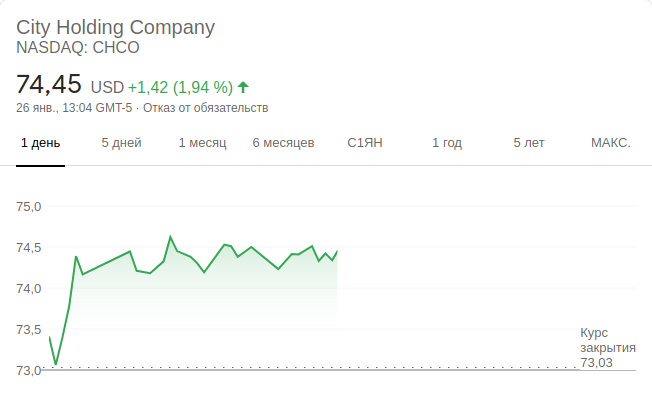 City Holding Company
NASDAQ: CHCO
74,45 USD +1,42 (1,94 %)
26 янв., 13:04 GMT-5 · Отказ от обязательств
1 день 5 дней 1 месяц 6 месяцев С1ЯН 1 год 5 лет МАКС.
75,0
74,5
74,0
73,5
73,0
Курс
закрытия
73,03